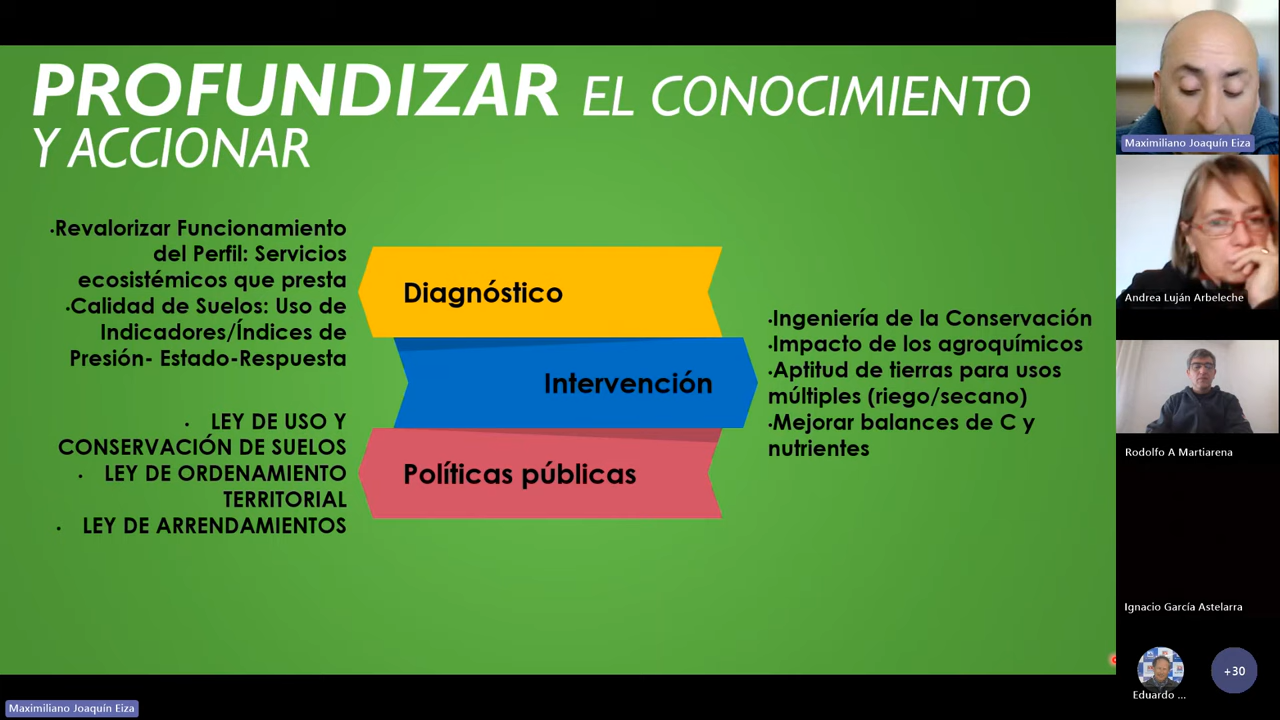 PROFUNDIZAR EL CONOCIMIENTO
Y ACCIONAR
•Revalorizar Funcionamiento
del Perfil: Servicios
ecosistémicos que presta
•Calidad de Suelos: Uso de
Indicadores/Índices de
Presión- Estado-Respuesta
Diagnóstico
Intervención
•Ingeniería de la Conservación
•Impacto de los agroquímicos
•Aptitud de tierras para usos
múltiples (riego/secano)
•Mejorar balances de C y
nutrientes
• LEY DE USO Y
CONSERVACIÓN DE SUELOS
• LEY DE ORDENAMIENTO
TERRITORIAL
• LEY DE ARRENDAMIENTOS
Políticas públicas
Maximiliano Joaquín Eiza
Andrea Luján Arbeleche
Rodolfo A Martiarena
Ignacio García Astelarra
Eduardo ...
+30
Maximiliano Joaquín Eiza